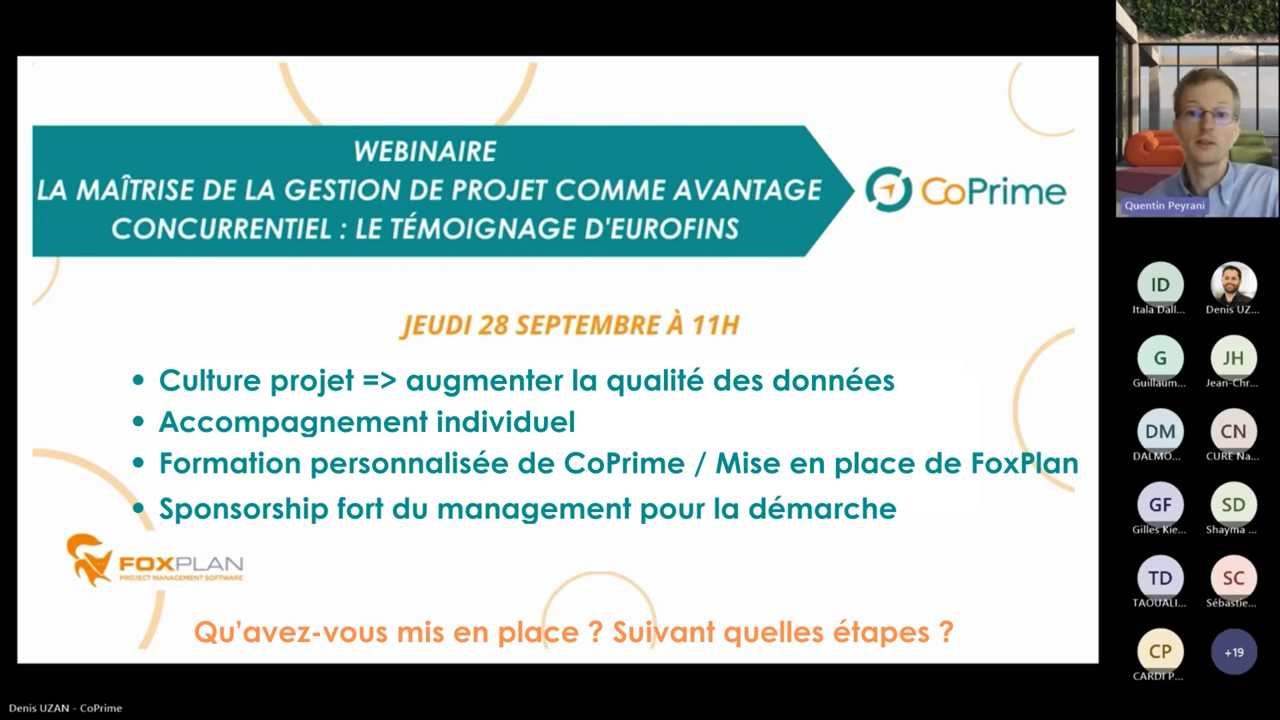 WEBINAIRE
LA MAÎTRISE DE LA GESTION DE PROJET COMME AVANTAGE
CONCURRENTIEL : LE TÉMOIGNAGE D'EUROFINS
CoPrime
JEUDI 28 SEPTEMBRE À 11H
• Culture projet => augmenter la qualité des données
• Accompagnement individuel
• Formation personnalisée de CoPrime / Mise en place de FoxPlan
• Sponsorship fort du management pour la démarche
FOXPLAN
PROJECT MANAGEMENT SOFTWARE
Qu'avez-vous mis en place ? Suivant quelles étapes ?
Denis UZAN - CoPrime
Quentin Peyrani
ID
Itala Dall...
Denis UZ...
G
JH
Guillaum...
Jean-Chr...
DM
CN
DALMO...
CURE Na...
GF
SD
Gilles Kie...
Shayma ...
TD
SC
TAOUALI...
Sébastie...
CP
+19
CARDI P...